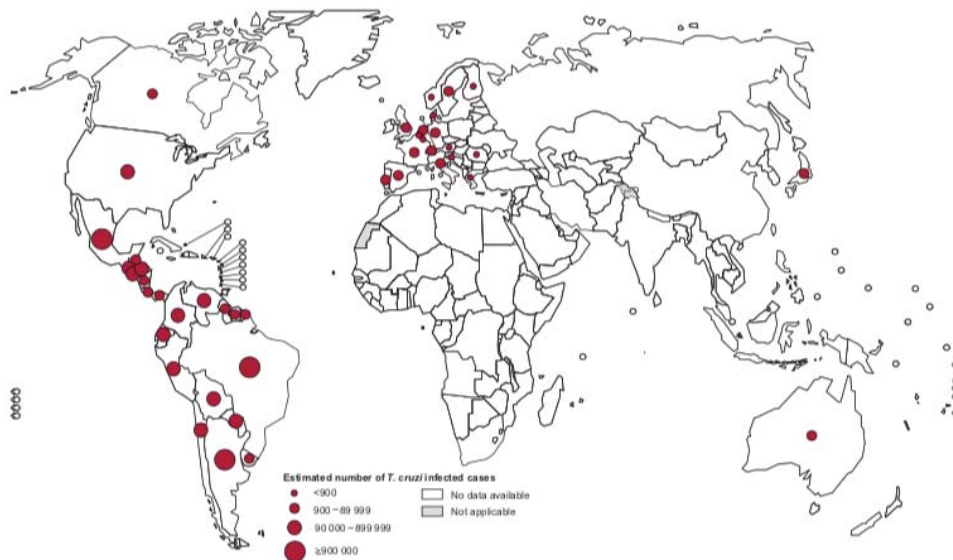 Estimated number of T. cruzi infected cases
<900
900–89 999
90 000–899 999
≥900 000
No data available
Not applicable